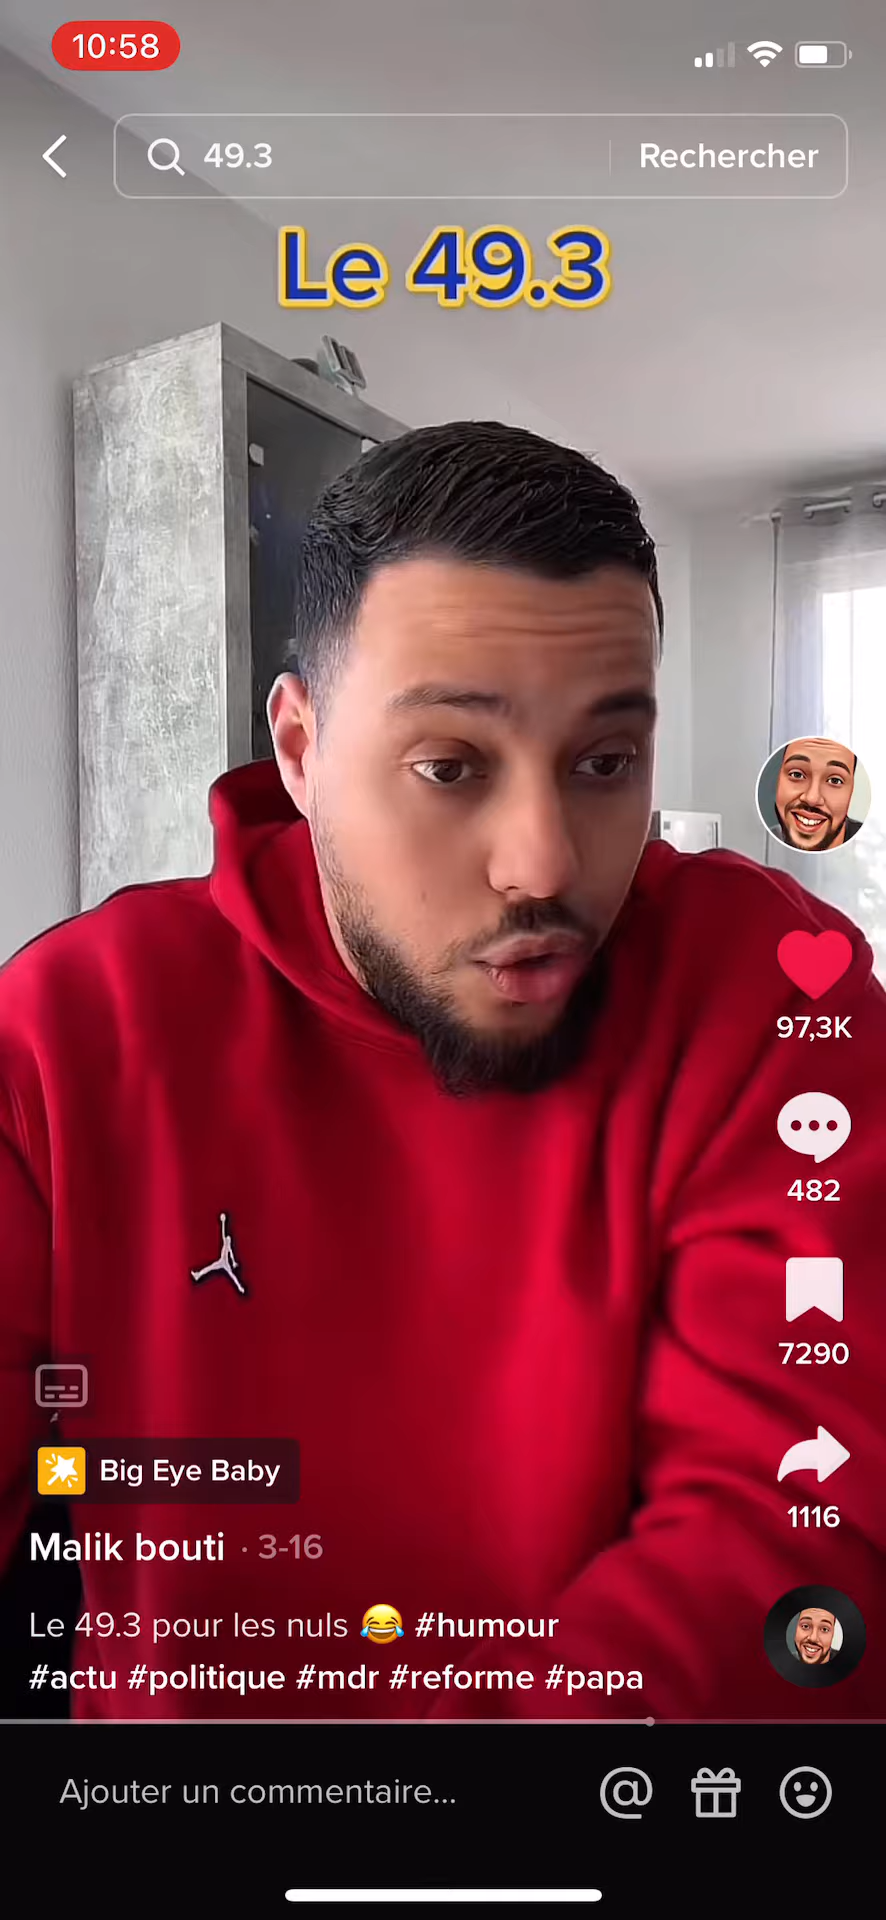 10:58
49.3
Rechercher
Le 49.3
97,3K
482
7290
1116
Big Eye Baby
Malik bouti · 3-16
Le 49.3 pour les nuls 😂 #humour
#actu #politique #mdr #reforme #papa
Ajouter un commentaire...